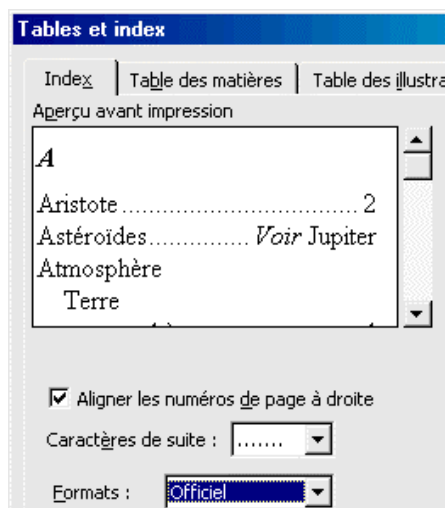 Tables et index
Index Table des matières Table des illustra
Aperçu avant impression
A
Aristote.................................. 2
Astéroïdes............... Voir Jupiter
Atmosphère
Terre
Aligner les numéros de page à droite
Caractères de suite : .......
Formats : Officiel